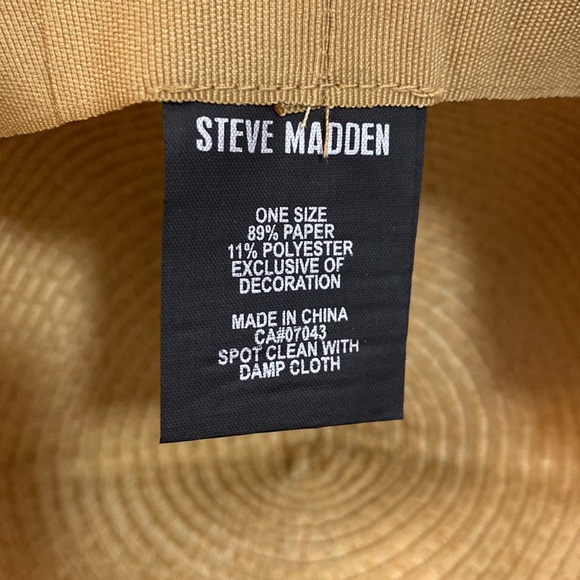 STEVE MADDEN
ONE SIZE
89% PAPER
11% POLYESTER
EXCLUSIVE OF
DECORATION
MADE IN CHINA
CA#07043
SPOT CLEAN WITH
DAMP CLOTH